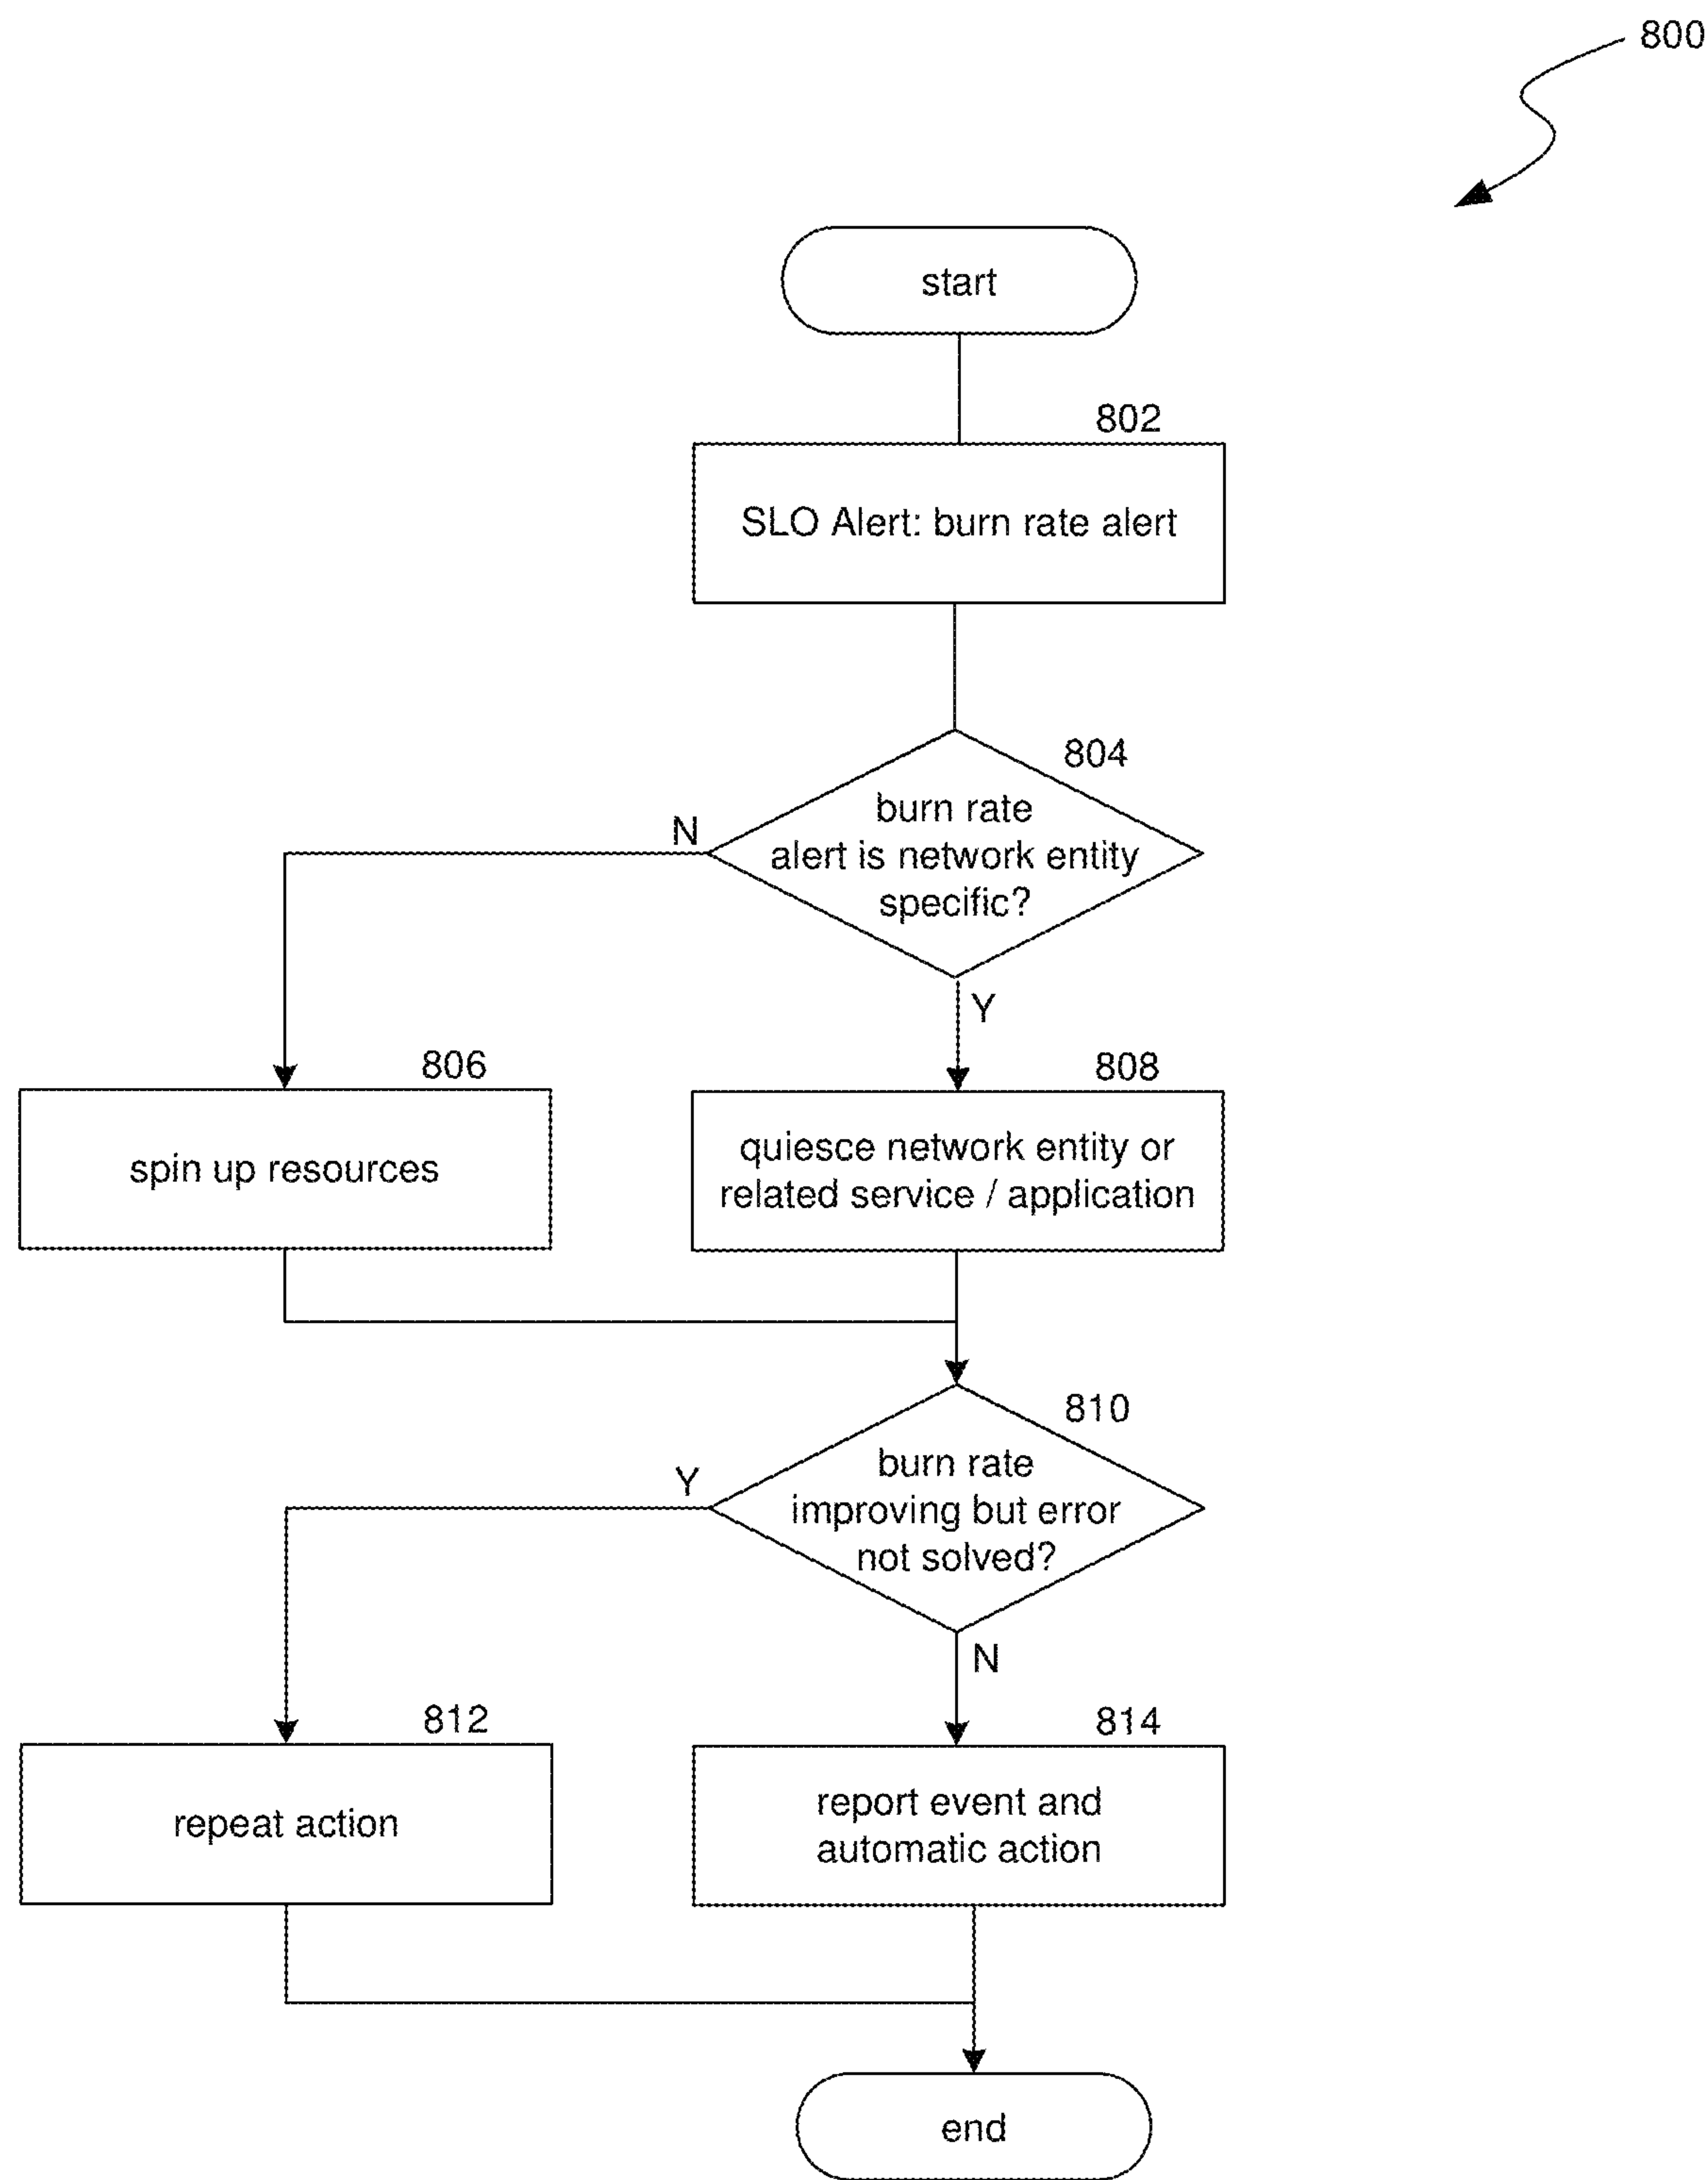 800
start
802
SLO Alert: burn rate alert
804
burn rate
alert is network entity
specific?
N
Y
806
spin up resources
808
quiesce network entity or
related service / application
810
burn rate
improving but error
not solved?
Y
N
812
repeat action
814
report event and
automatic action
end